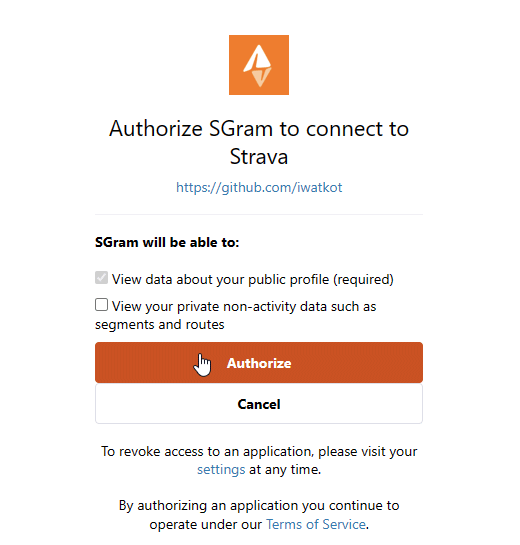 Authorize SGram to connect to
Strava
https://github.com/iwatkot
SGram will be able to:
View data about your public profile (required)
View your private non-activity data such as
segments and routes
Authorize
Cancel
To revoke access to an application, please visit your
settings at any time.
By authorizing an application you continue to
operate under our Terms of Service.